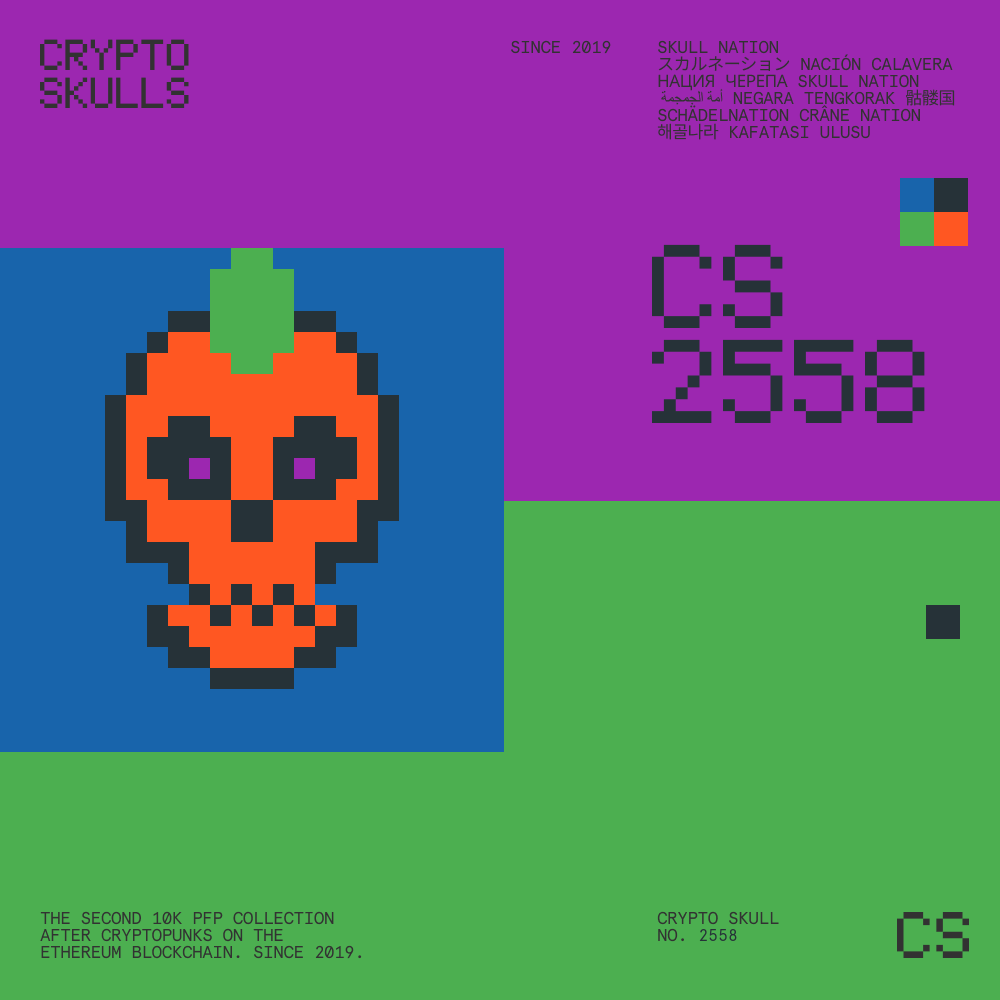 CRYPTO
SKULLS
SINCE 2019
SKULL NATION
スカルネーション NACIÓN CALAVERA
НАЦИЯ ЧЕРЕПА SKULL NATION
أمة الجمجمة NEGARA TENGKORAK 骷髅国
SCHÄDELNATION CRÂNE NATION
해골나라 KAFATASI ULUSU
CS
2558
THE SECOND 10K PFP COLLECTION
AFTER CRYPTOPUNKS ON THE
ETHEREUM BLOCKCHAIN. SINCE 2019.
CRYPTO SKULL
NO. 2558
CS